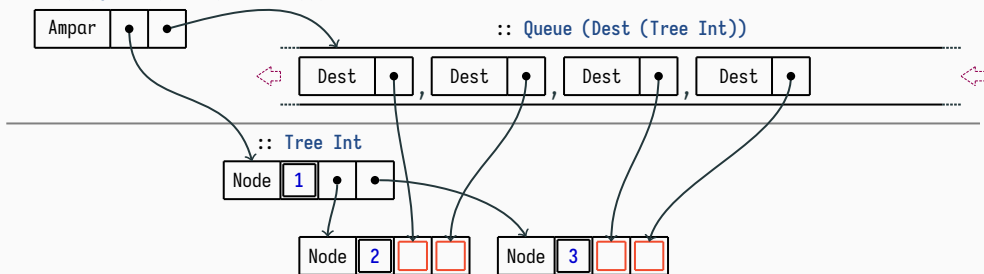 Ampar
:: Queue (Dest (Tree Int))
Dest , Dest , Dest , Dest
:: Tree Int
Node 1
Node 2 Node 3